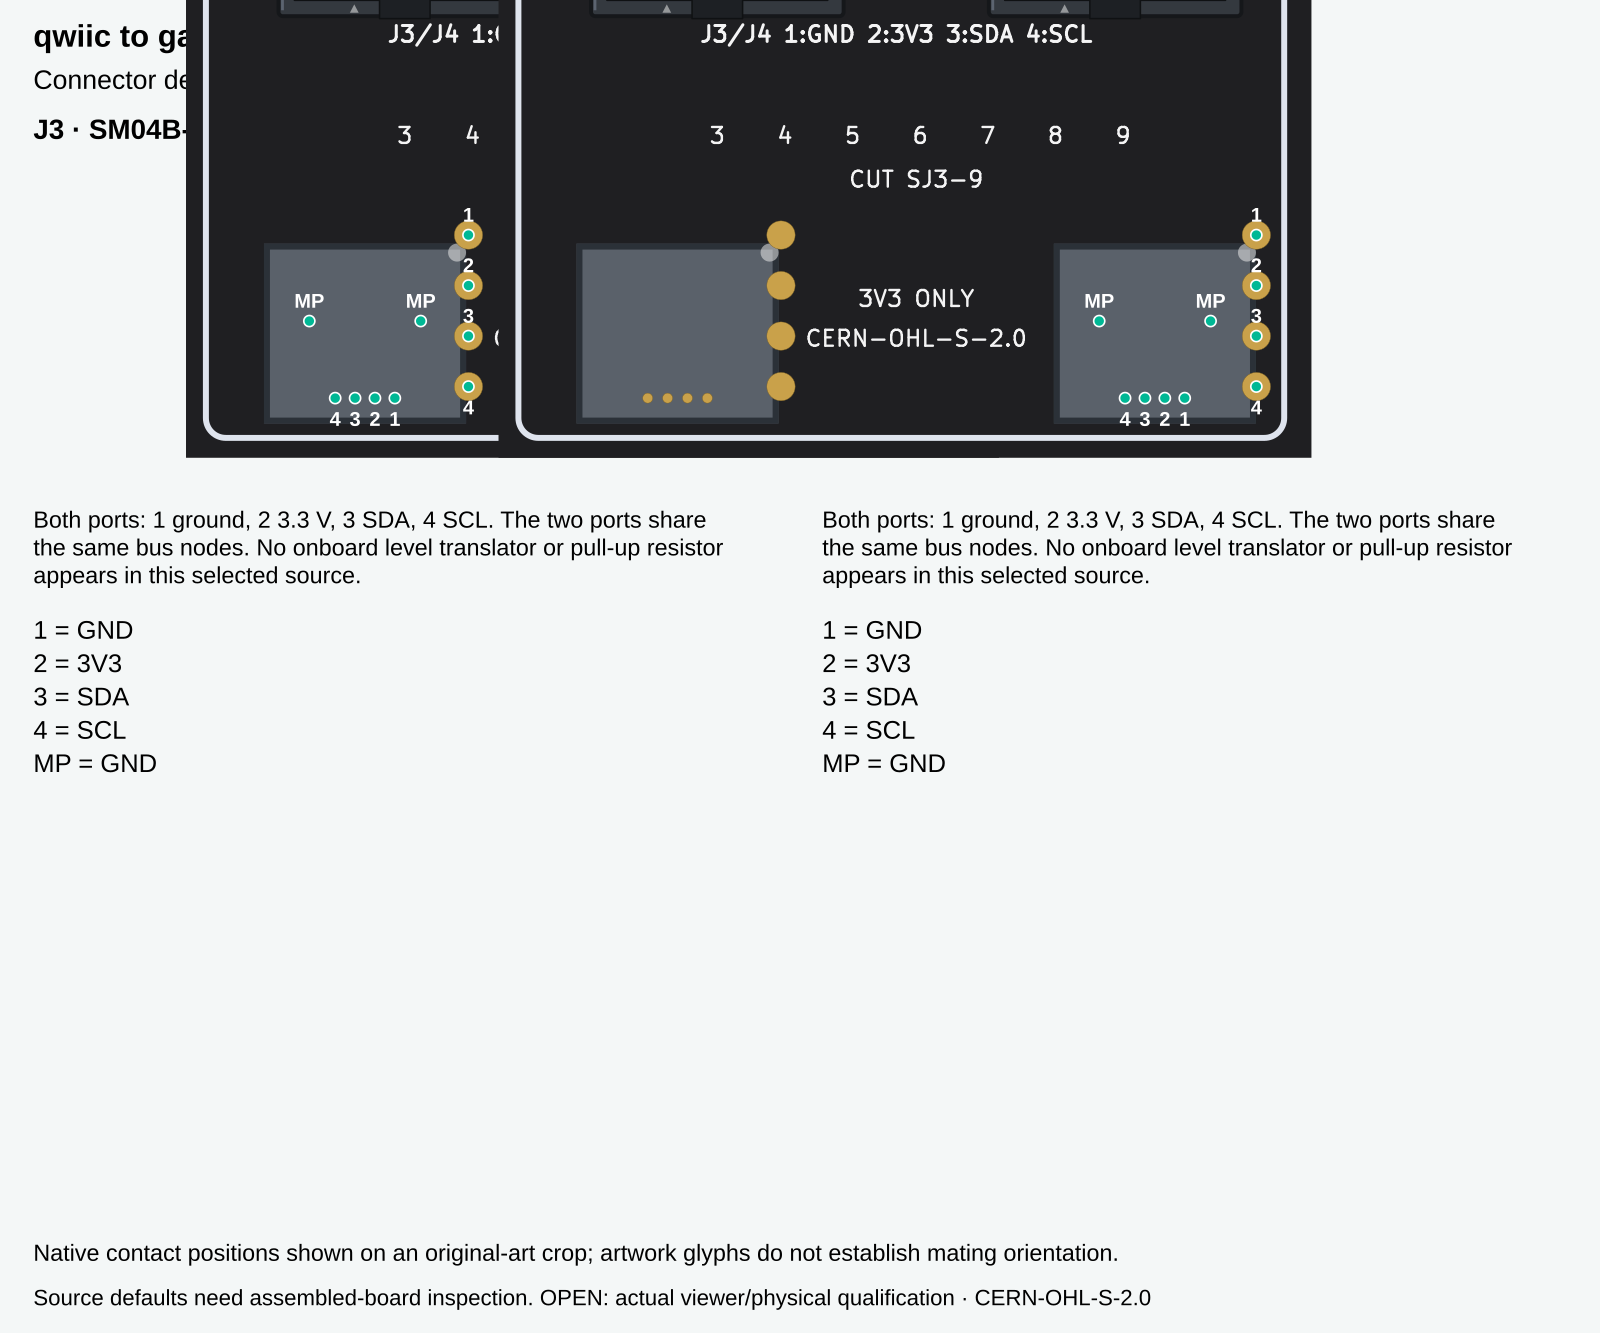 qwiic to
Connector
J3 · SM04B-
J3/J4
J3/J4 1:GND 2:3V3 3:SDA 4:SCL
3 4
3 4 5 6 7 8 9
CUT SJ3-9
1
2
3
4
MP MP
4 3 2 1
3V3 ONLY
CERN-OHL-S-2.0
1
2
3
4
MP MP
4 3 2 1
Both ports: 1 ground, 2 3.3 V, 3 SDA, 4 SCL. The two ports share
the same bus nodes. No onboard level translator or pull-up resistor
appears in this selected source.
1 = GND
2 = 3V3
3 = SDA
4 = SCL
MP = GND
Both ports: 1 ground, 2 3.3 V, 3 SDA, 4 SCL. The two ports share
the same bus nodes. No onboard level translator or pull-up resistor
appears in this selected source.
1 = GND
2 = 3V3
3 = SDA
4 = SCL
MP = GND
Native contact positions shown on an original-art crop; artwork glyphs do not establish mating orientation.
Source defaults need assembled-board inspection. OPEN: actual viewer/physical qualification · CERN-OHL-S-2.0